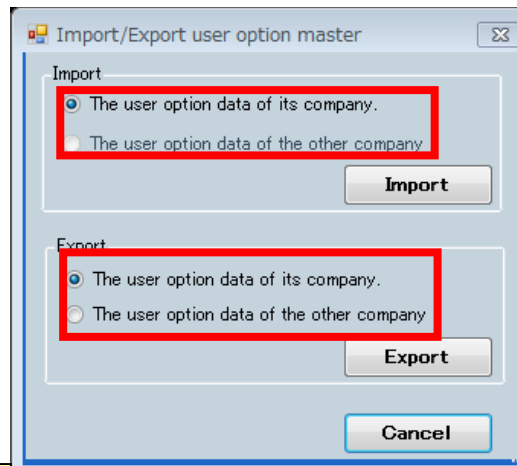 Import/Export user option master
Import
The user option data of its company.
The user option data of the other company
Import
Export
The user option data of its company.
The user option data of the other company
Export
Cancel